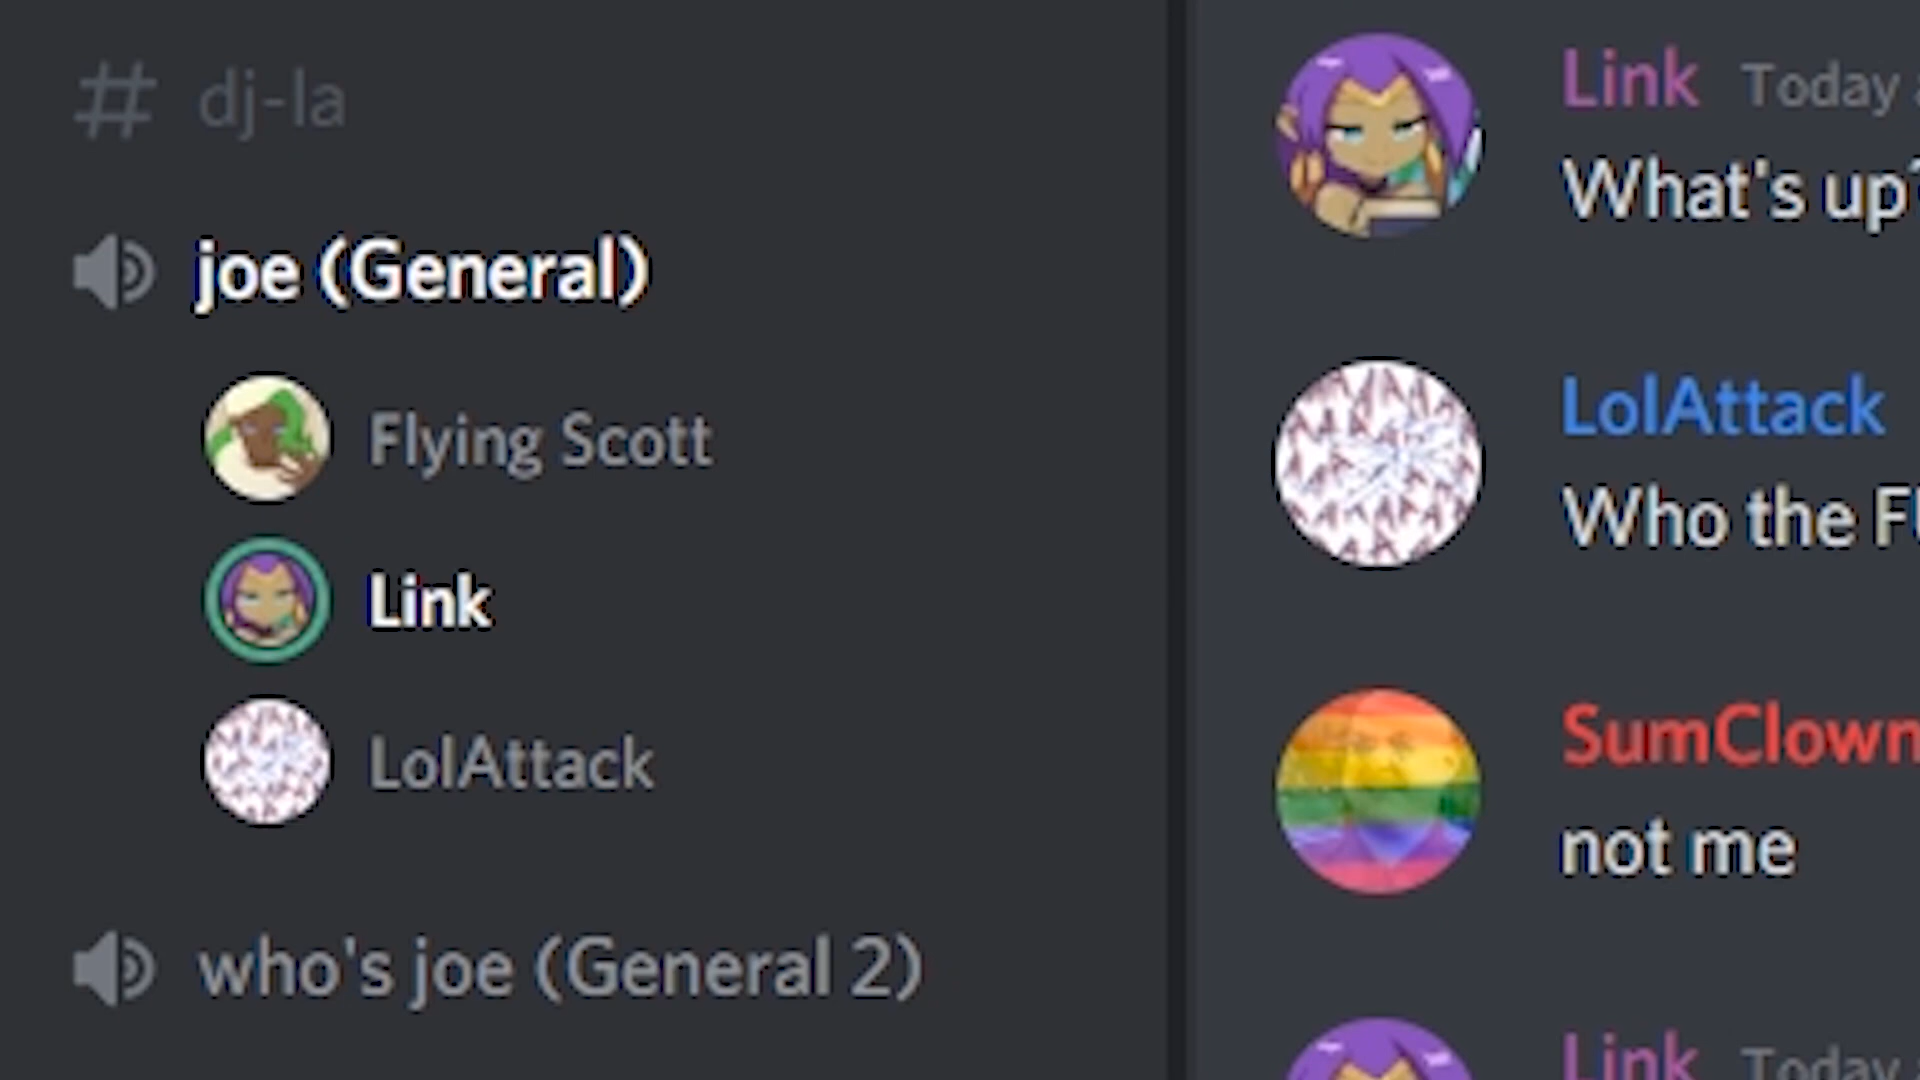 dj-la
joe (General)
Flying Scott
Link
LolAttack
who's joe (General 2)
Link Today
What's up
LolAttack
Who the
SumClown
not me
Link Today